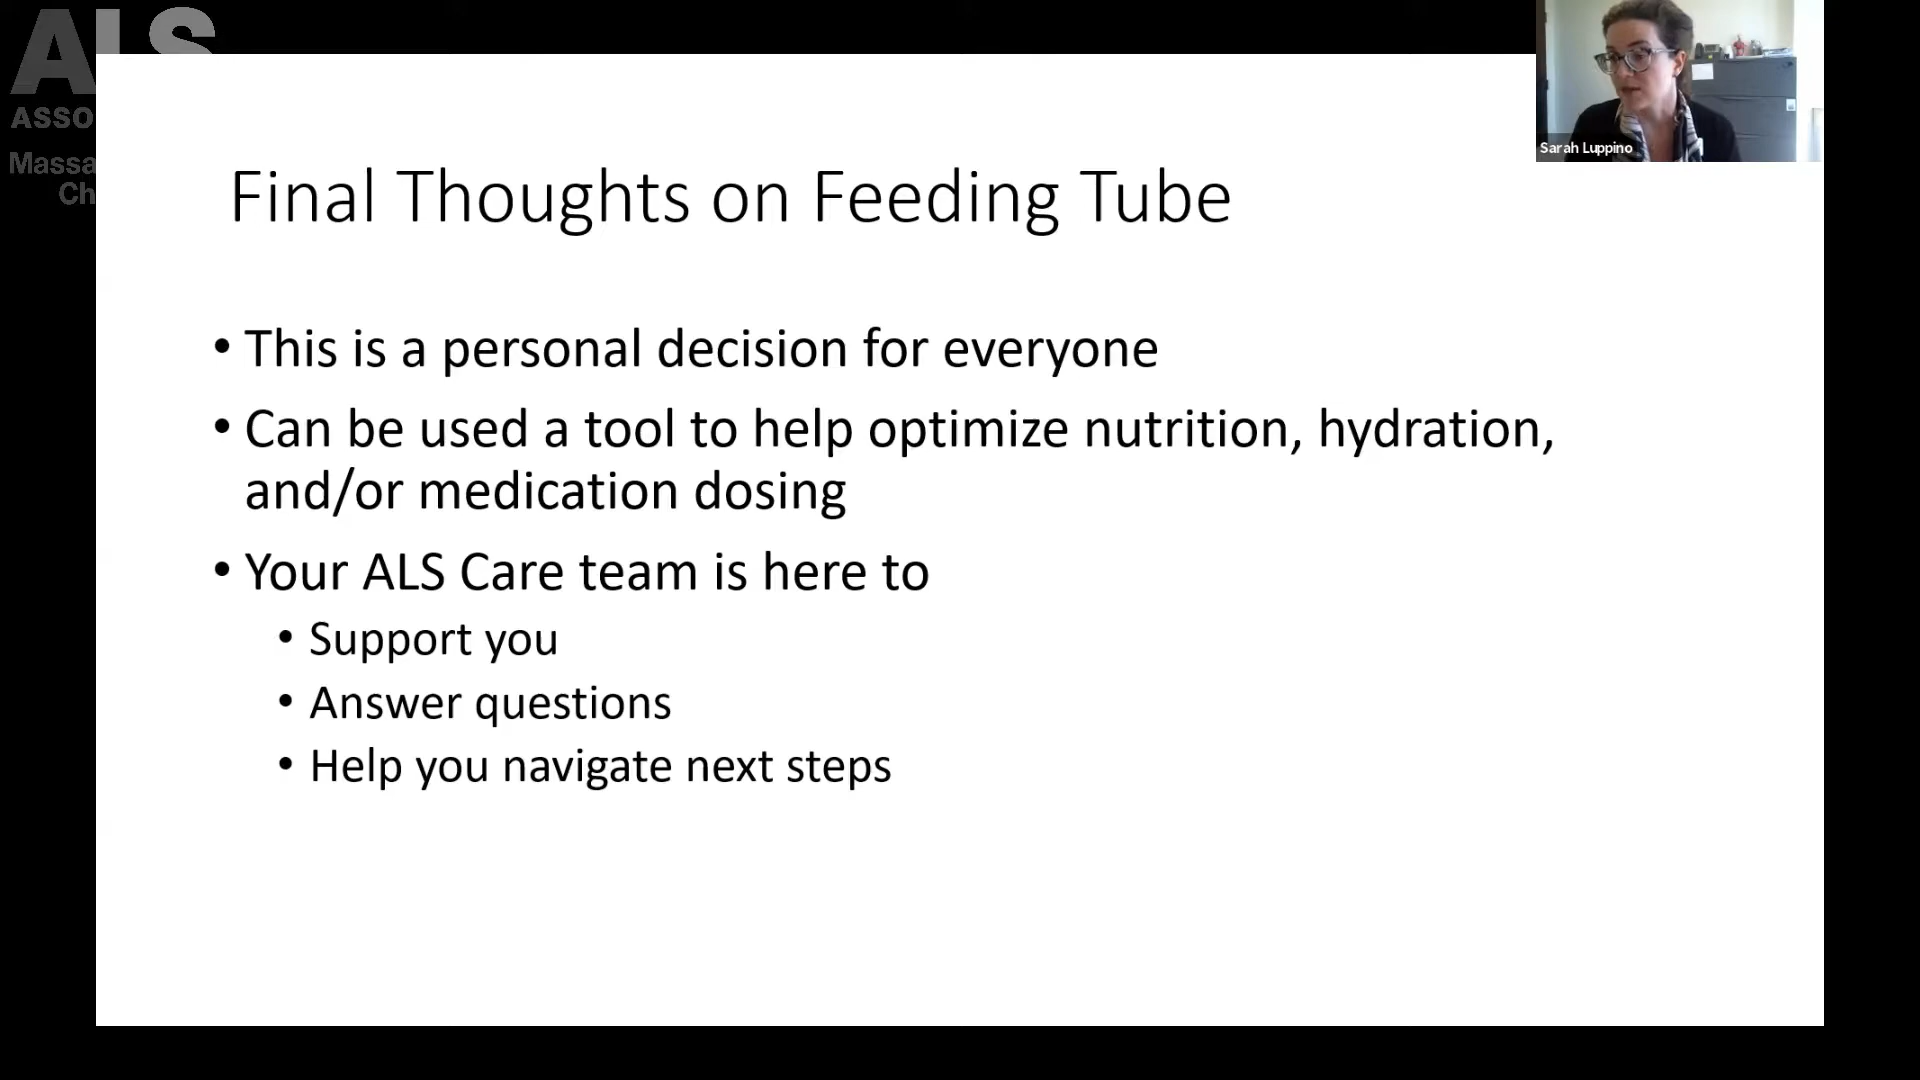 ALS
ASSO
Massa
Ch
Sarah Luppino
Final Thoughts on Feeding Tube
• This is a personal decision for everyone
• Can be used a tool to help optimize nutrition, hydration,
and/or medication dosing
• Your ALS Care team is here to
• Support you
• Answer questions
• Help you navigate next steps